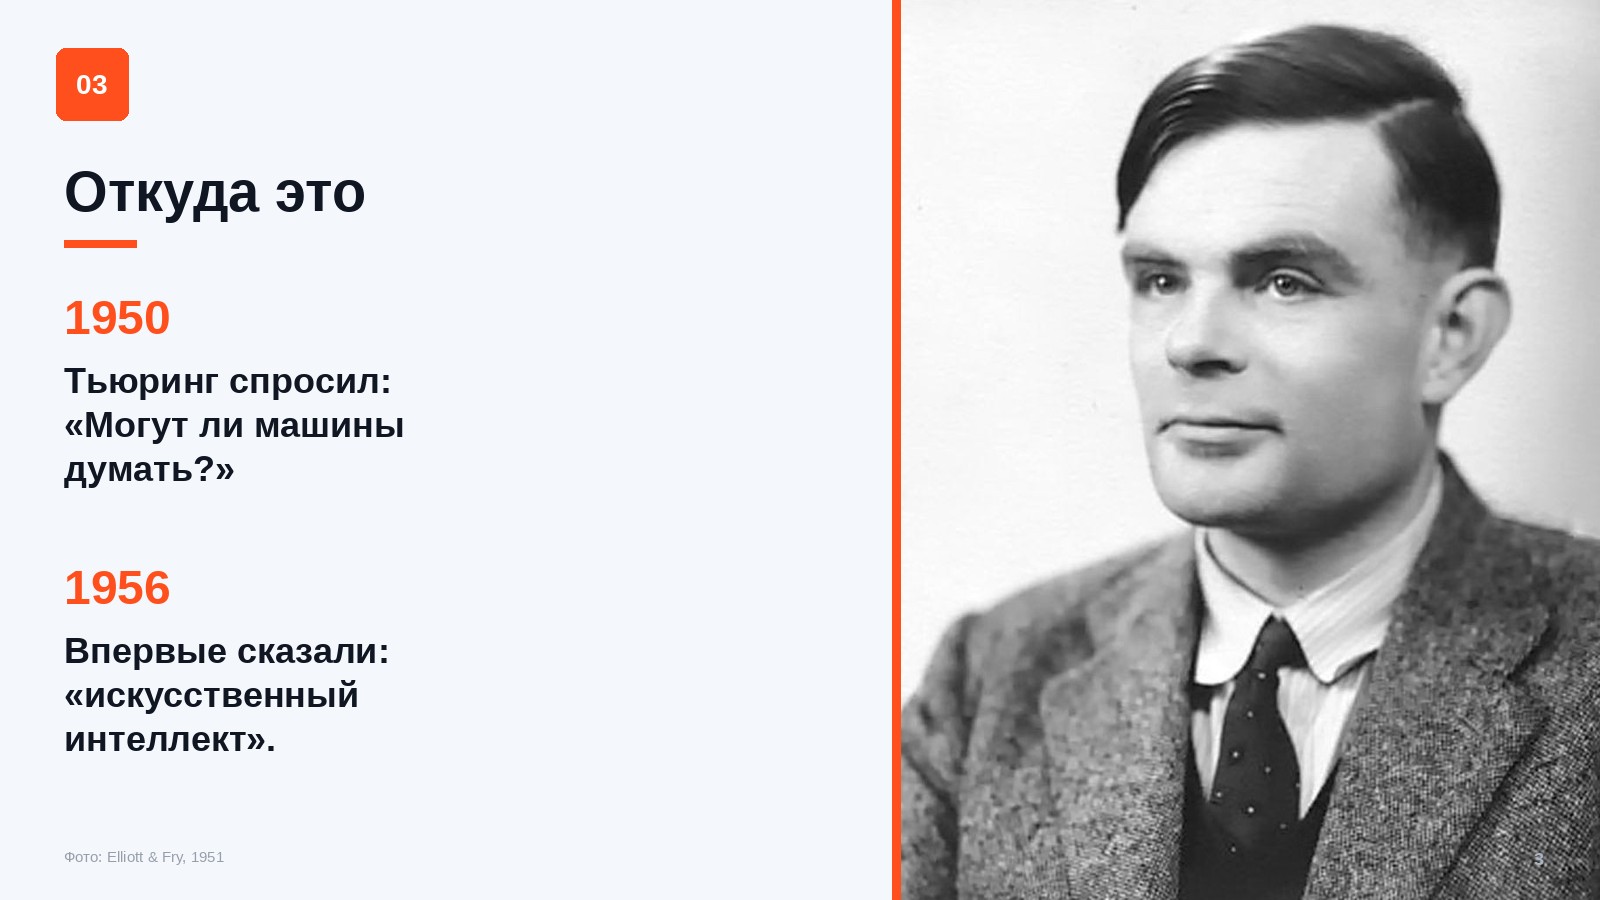 03
Откуда это
1950
Тьюринг спросил:
«Могут ли машины
думать?»
1956
Впервые сказали:
«искусственный
интеллект».
Фото: Elliott & Fry, 1951
3